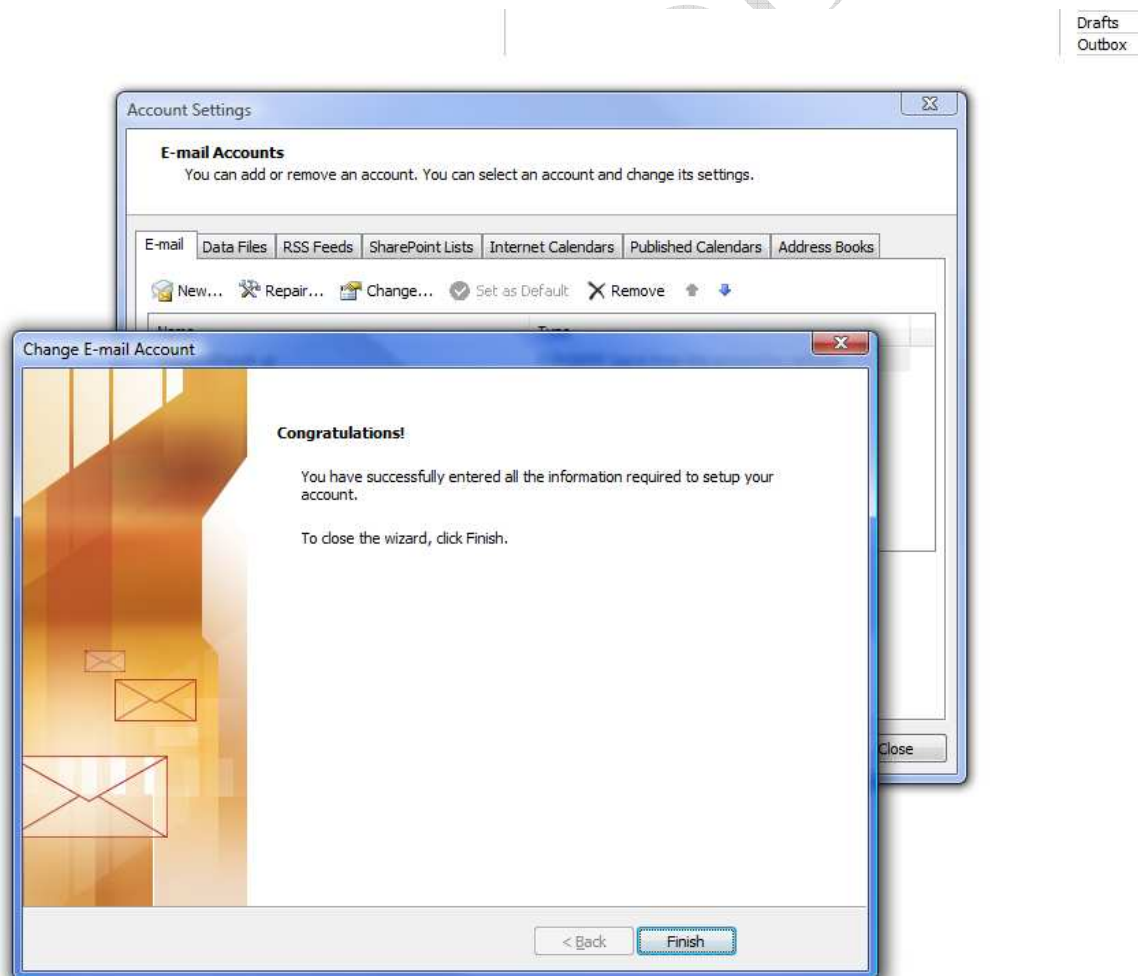 Drafts
Outbox
Account Settings
E-mail Accounts
You can add or remove an account. You can select an account and change its settings.
E-mail Data Files RSS Feeds SharePoint Lists Internet Calendars Published Calendars Address Books
New... Repair... Change... Set as Default Remove
Change E-mail Account
Congratulations!
You have successfully entered all the information required to setup your
account.
To close the wizard, click Finish.
Close
< Back Finish